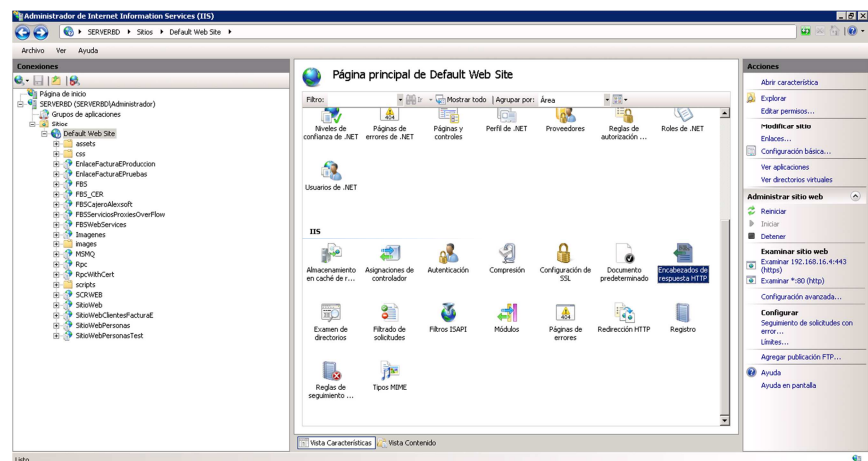 Administrador de Internet Information Services (IIS)
SERVERBD
Sitios
Default Web Site
Archivo
Ver
Ayuda
Conexiones
Página de inicio
SERVERBD (SERVERBD\Administrador)
Grupos de aplicaciones
Sitios
Default Web Site
assets
css
EnlaceFacturaEProduccion
EnlaceFacturaEPruebas
FBS
FBS_CER
FBSCajeroAlexsoft
FBSServiciosProxiesOverFlow
FBSWebServices
Imagenes
images
MSMQ
Rpc
RpcWithCert
scripts
SCRWEB
SitioWeb
SitioWebClientesFacturaE
SitioWebPersonas
SitioWebPersonasTest
Página principal de Default Web Site
Filtro:
Ir
Mostrar todo
Agrupar por:
Área
Niveles de
confianza de .NET
Páginas de
errores de .NET
Páginas y
controles
Perfil de .NET
Proveedores
Reglas de
autorización ...
Roles de .NET
Usuarios de .NET
IIS
Almacenamiento
en caché de r...
Asignaciones de
controlador
Autenticación
Compresión
Configuración de
SSL
Documento
predeterminado
Encabezados de
respuesta HTTP
Examen de
directorios
Filtrado de
solicitudes
Filtros ISAPI
Módulos
404
Páginas de
errores
Redirección HTTP
Registro
Reglas de
seguimiento ...
Tipos MIME
Vista Características
Vista Contenido
Acciones
Abrir característica
Explorar
Editar permisos...
Modificar sitio
Enlaces...
Configuración básica...
Ver aplicaciones
Ver directorios virtuales
Administrar sitio web
Reiniciar
Iniciar
Detener
Examinar sitio web
Examinar 192.168.16.4:443
(https)
Examinar *:80 (http)
Configuración avanzada...
Configurar
Seguimiento de solicitudes con
error...
Límites...
Agregar publicación FTP...
Ayuda
Ayuda en pantalla
Listo